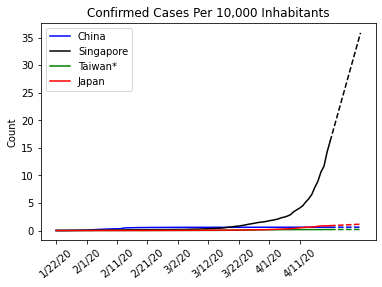 Confirmed Cases Per 10,000 Inhabitants
China
Singapore
Taiwan*
Japan
Count
35
30
25
20
15
10
5
0
1/22/20
2/1/20
2/11/20
2/21/20
3/2/20
3/12/20
3/22/20
4/1/20
4/11/20